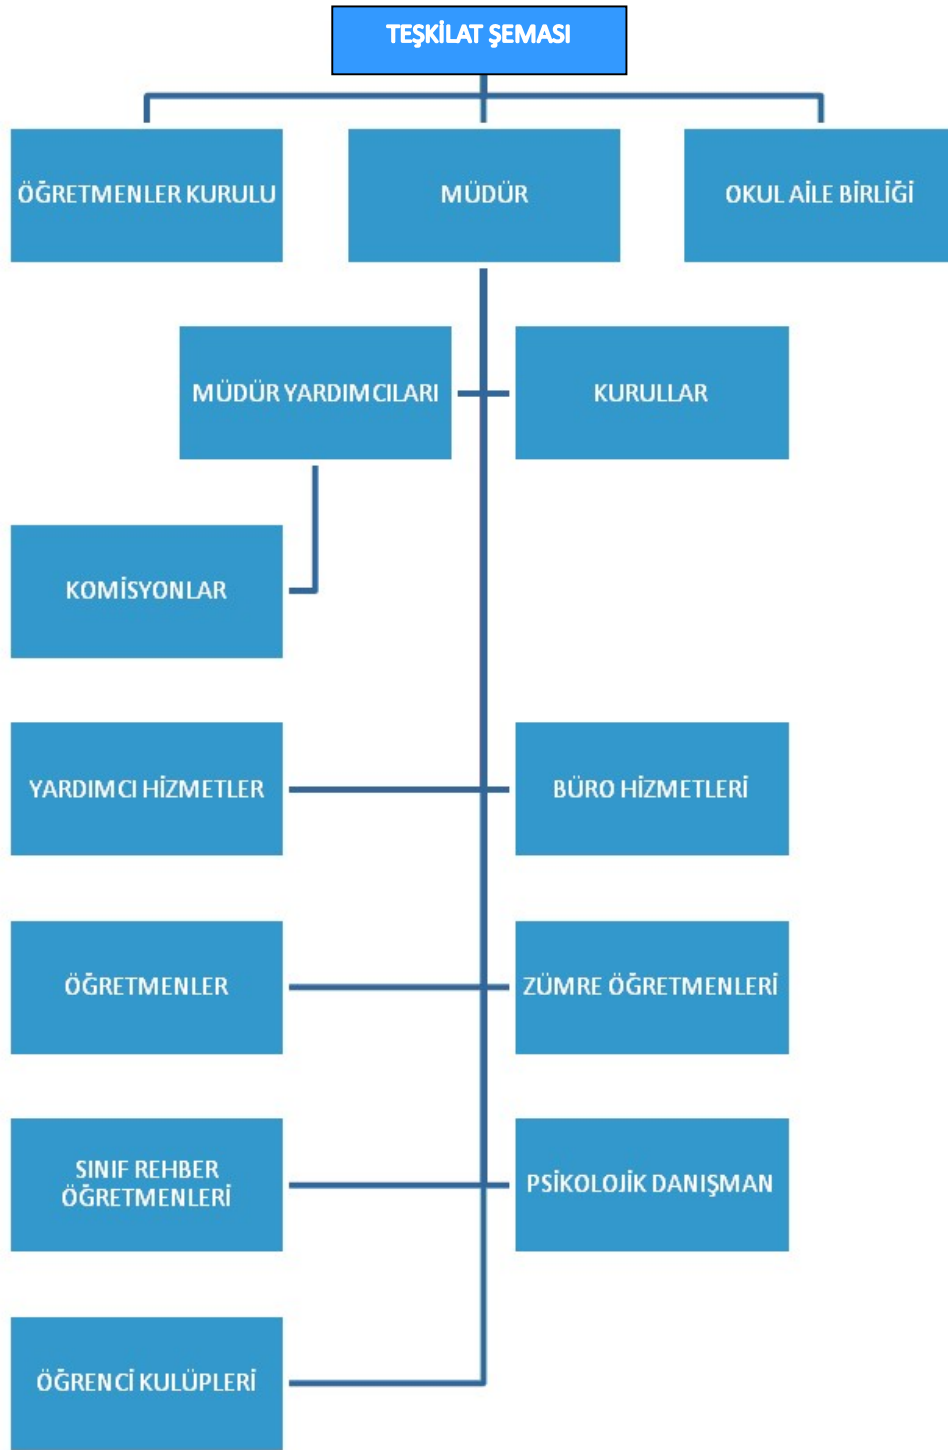 TEŞKİLAT ŞEMASI
ÖĞRETMENLER KURULU
MÜDÜR
OKUL AİLE BİRLİĞİ
MÜDÜR YARDIMCILARI
KURULLAR
KOMİSYONLAR
YARDIMCI HİZMETLER
BÜRO HİZMETLERİ
ÖĞRETMENLER
ZÜMRE ÖĞRETMENLERİ
SINIF REHBER
ÖĞRETMENLERİ
PSİKOLOJİK DANIŞMAN
ÖĞRENCİ KULÜPLERİ